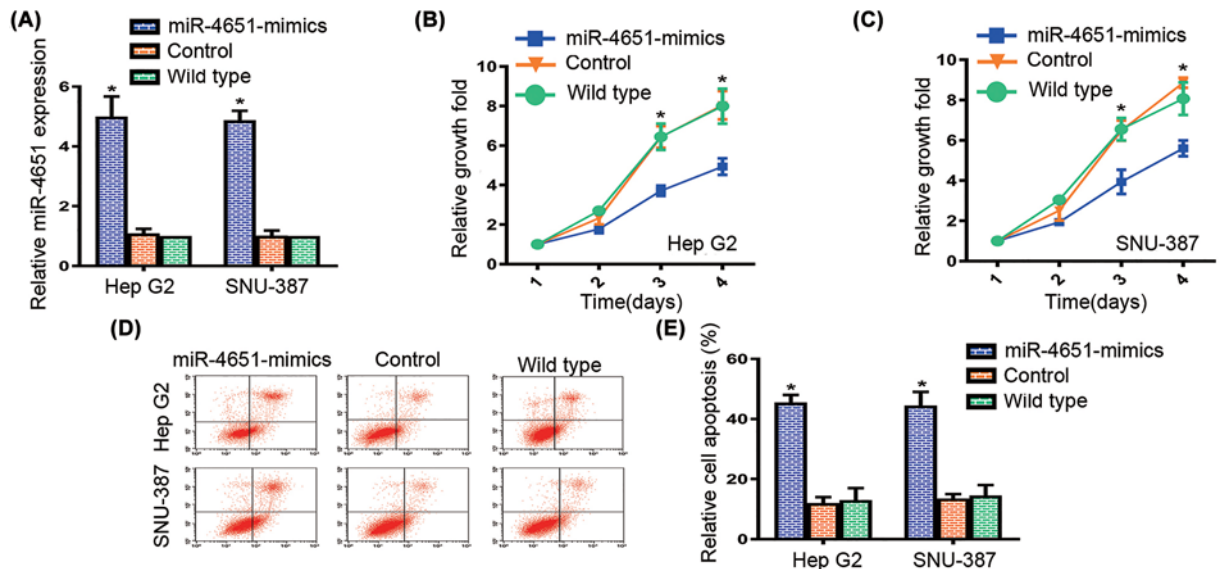 (A)
miR-4651-mimics
Control
Wild type
Relative miR-4651 expression
6
4
2
0
*
*
Hep G2
SNU-387
(B)
miR-4651-mimics
Control
Wild type
Relative growth fold
10
8
6
4
2
0
*
*
Hep G2
1 2 3 4
Time(days)
(C)
miR-4651-mimics
Control
Wild type
Relative growth fold
10
8
6
4
2
0
*
*
SNU-387
1 2 3 4
Time(days)
(D)
miR-4651-mimics
Control
Wild type
Hep G2
SNU-387
(E)
miR-4651-mimics
Control
Wild type
Relative cell apoptosis (%)
60
40
20
0
*
*
Hep G2
SNU-387